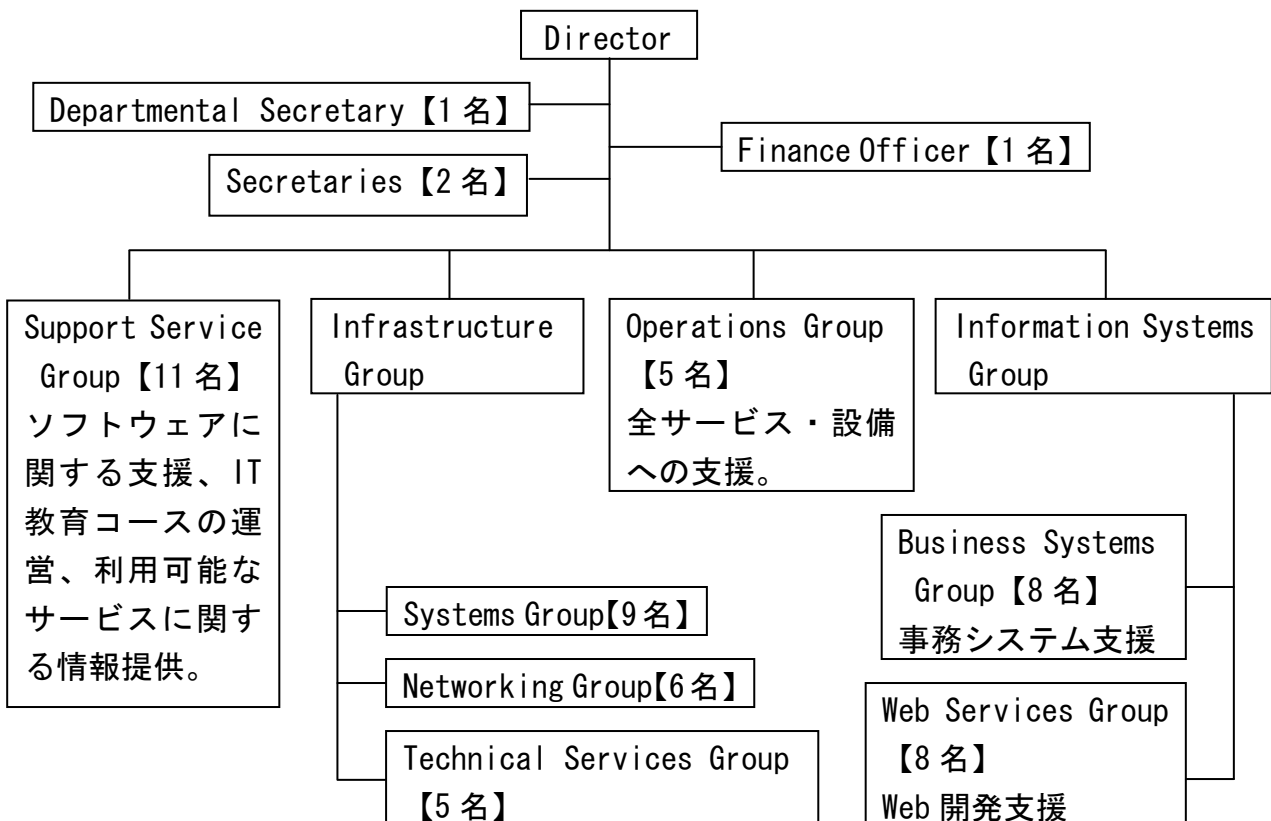 Director
Departmental Secretary【1名】
Finance Officer【1名】
Secretaries【2名】
Support Service
Group【11名】
ソフトウェアに
関する支援、IT
教育コースの運
営、利用可能な
サービスに関す
る情報提供。
Infrastructure
Group
Operations Group
【5名】
全サービス・設備
への支援。
Information Systems
Group
Systems Group【9名】
Networking Group【6名】
Technical Services Group
【5名】
Business Systems
Group【8名】
事務システム支援
Web Services Group
【8名】
Web開発支援